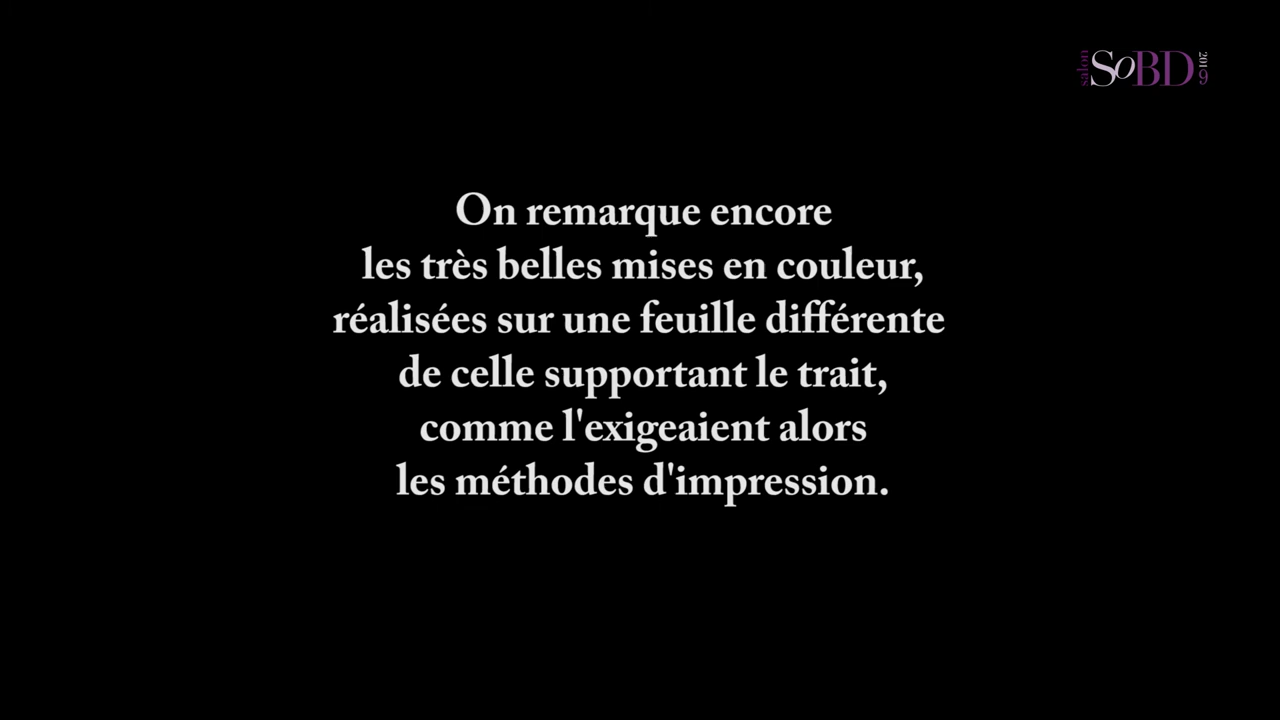 salon SoBD 2019
On remarque encore
les très belles mises en couleur,
réalisées sur une feuille différente
de celle supportant le trait,
comme l'exigeaient alors
les méthodes d'impression.